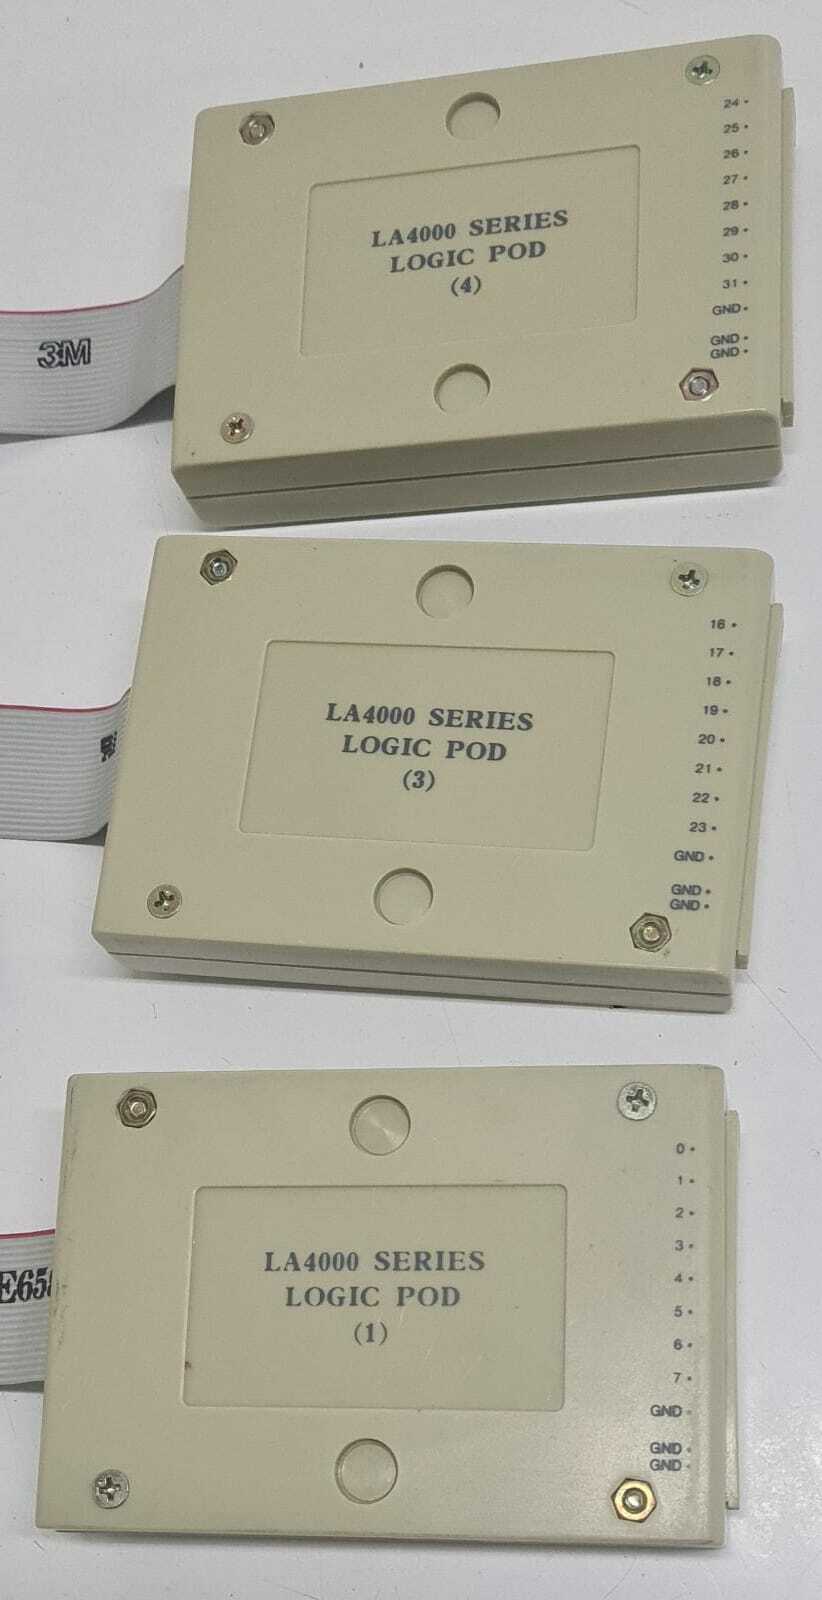 LA4000 SERIES
LOGIC POD
(4)
24
25
26
27
28
29
30
31
GND
GND
GND
3M
LA4000 SERIES
LOGIC POD
(3)
16
17
18
19
20
21
22
23
GND
GND
GND
LA4000 SERIES
LOGIC POD
(1)
0
1
2
3
4
5
6
7
GND
GND
GND